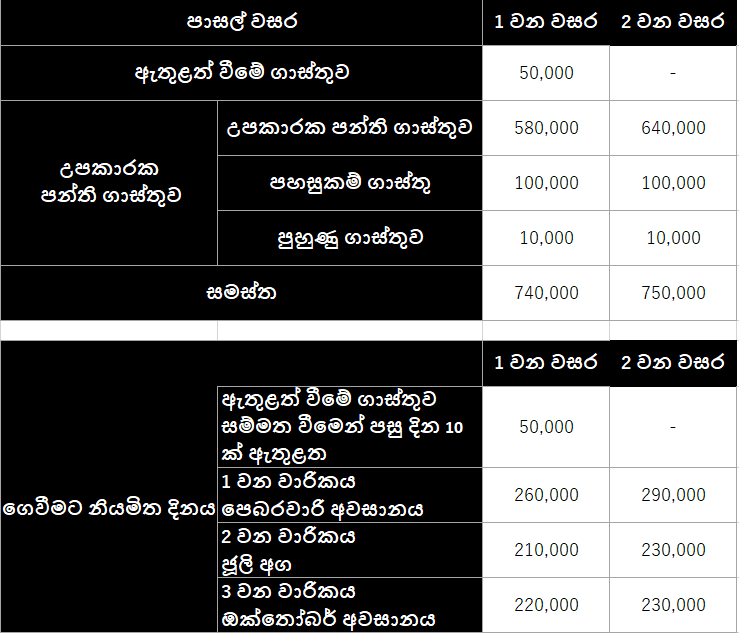 පාසල් වසර 1 වන වසර 2 වන වසර
ඇතුළත් වීමේ ගාස්තුව 50,000 -
උපකාරක
පන්ති ගාස්තුව
උපකාරක පන්ති ගාස්තුව 580,000 640,000
පහසුකම් ගාස්තු 100,000 100,000
පුහුණු ගාස්තුව 10,000 10,000
සමස්ත 740,000 750,000
1 වන වසර 2 වන වසර
ගෙවීමට නියමිත දිනය
ඇතුළත් වීමේ ගාස්තුව
සම්මත වීමෙන් පසු දින 10
ක් ඇතුළත
50,000 -
1 වන වාරිකය
පෙබරවාරි අවසානය
260,000 290,000
2 වන වාරිකය
ජූලි අග
210,000 230,000
3 වන වාරිකය
ඔක්තෝබර් අවසානය
220,000 230,000